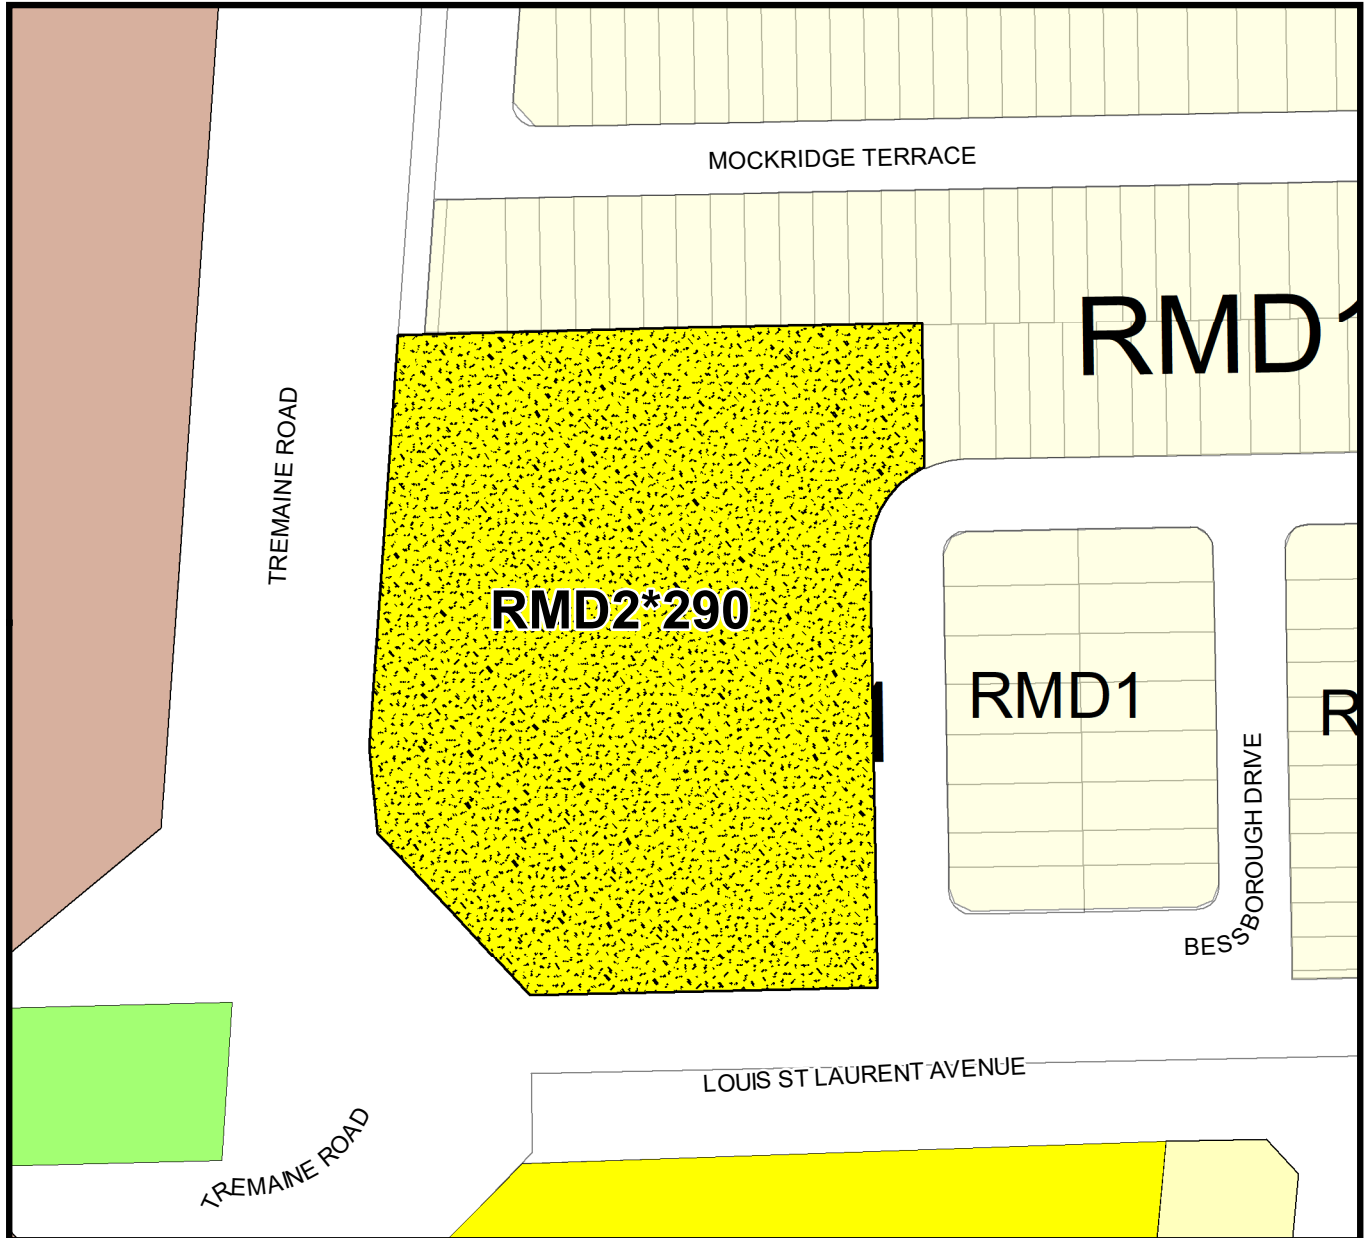 MOCKRIDGE TERRACE
RMD1
TREMAINE ROAD
RMD2*290
RMD1
R
BESSBOROUGH DRIVE
LOUIS ST LAURENT AVENUE
TREMAINE ROAD